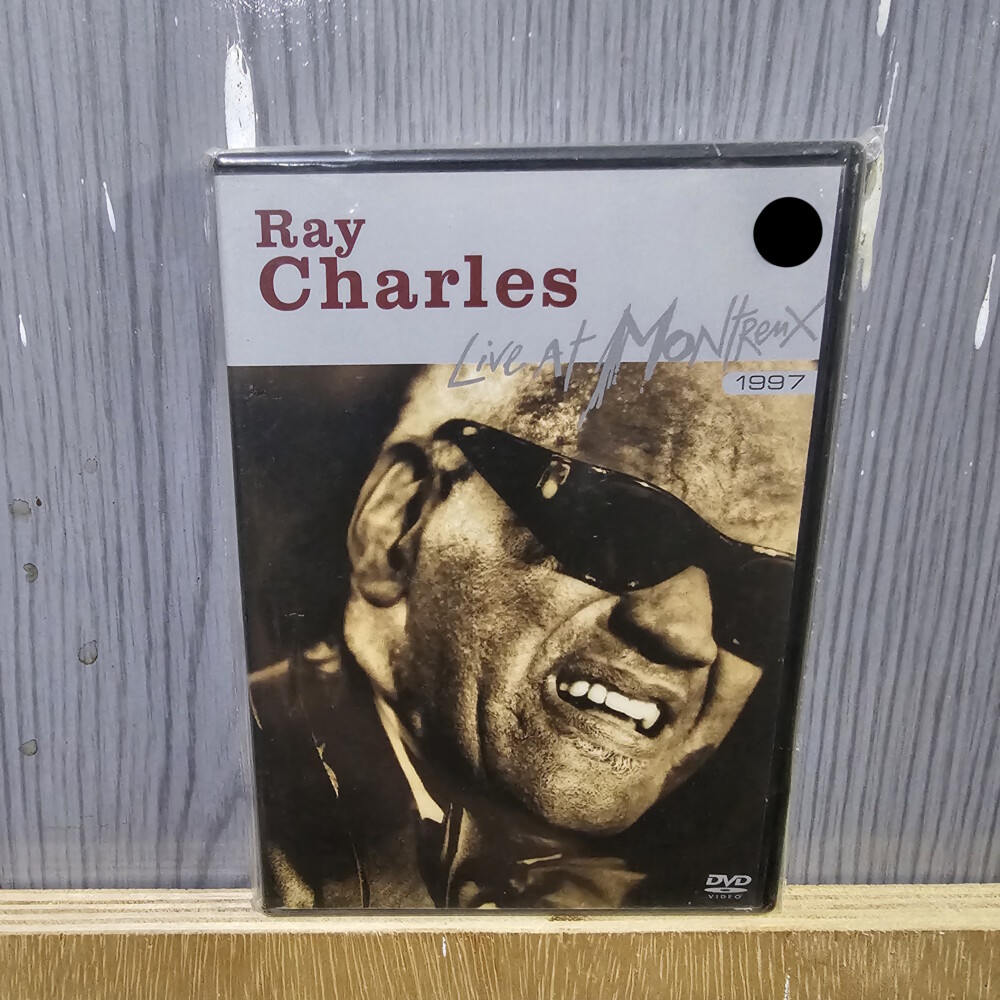 Ray
Charles
Live At Montreux
1997
DVD
VIDEO